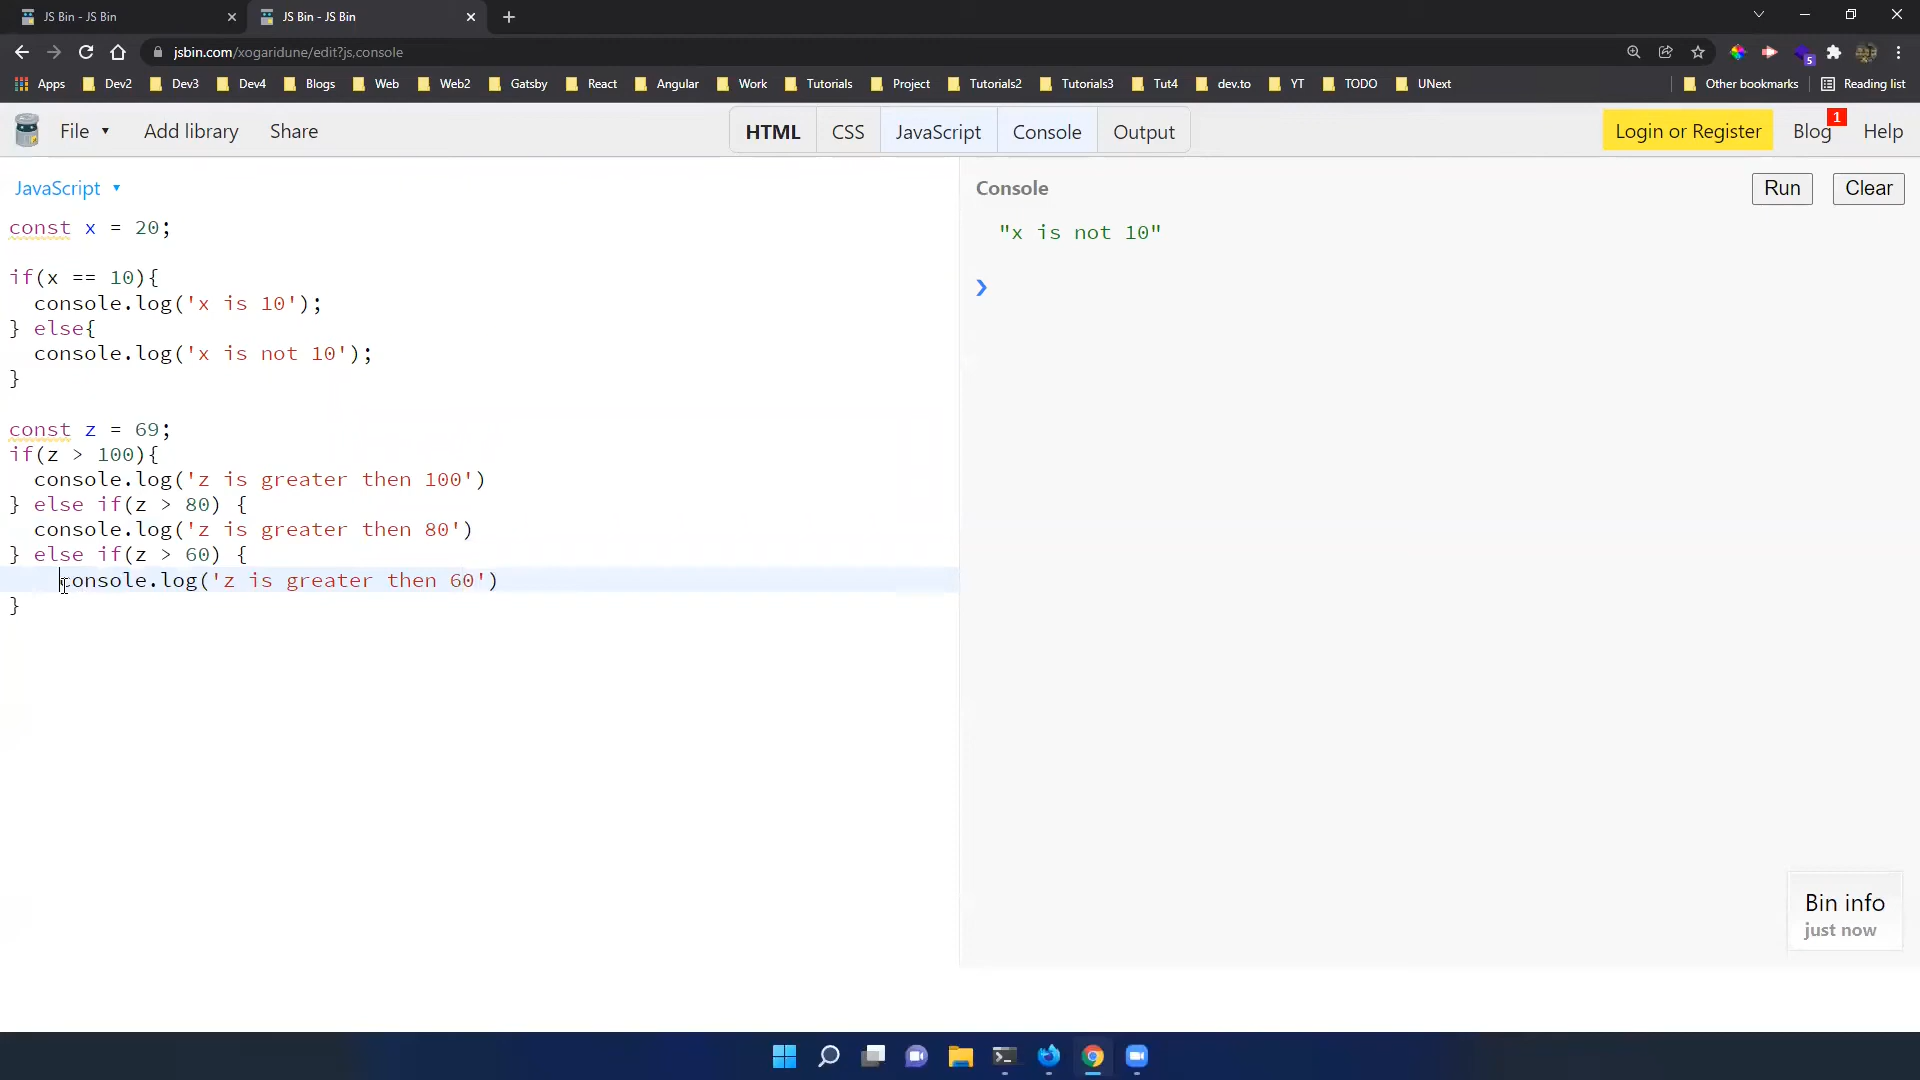 JS Bin - JS Bin
JS Bin - JS Bin
jsbin.com/xogaridune/edit?js,console
5
Apps Dev2 Dev3 Dev4 Blogs Web Web2 Gatsby React Angular Work Tutorials Project Tutorials2 Tutorials3 Tut4 dev.to YT TODO UNext Other bookmarks Reading list
File Add library Share HTML CSS JavaScript Console Output Login or Register Blog 1 Help
JavaScript
const x = 20;
if(x == 10){
console.log('x is 10');
} else{
console.log('x is not 10');
}
const z = 69;
if(z > 100){
console.log('z is greater then 100')
} else if(z > 80) {
console.log('z is greater then 80')
} else if(z > 60) {
console.log('z is greater then 60')
}
Console Run Clear
"x is not 10"
Bin info
just now